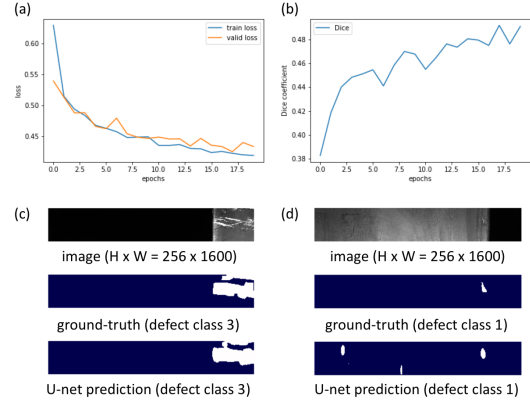 (a)
train loss
valid loss
0.60
0.55
0.50
0.45
loss
0.0 2.5 5.0 7.5 10.0 12.5 15.0 17.5
epochs
(b)
Dice
0.48
0.46
0.44
0.42
0.40
0.38
Dice coefficient
0.0 2.5 5.0 7.5 10.0 12.5 15.0 17.5
epochs
(c)
image (H x W = 256 x 1600)
ground-truth (defect class 3)
U-net prediction (defect class 3)
(d)
image (H x W = 256 x 1600)
ground-truth (defect class 1)
U-net prediction (defect class 1)